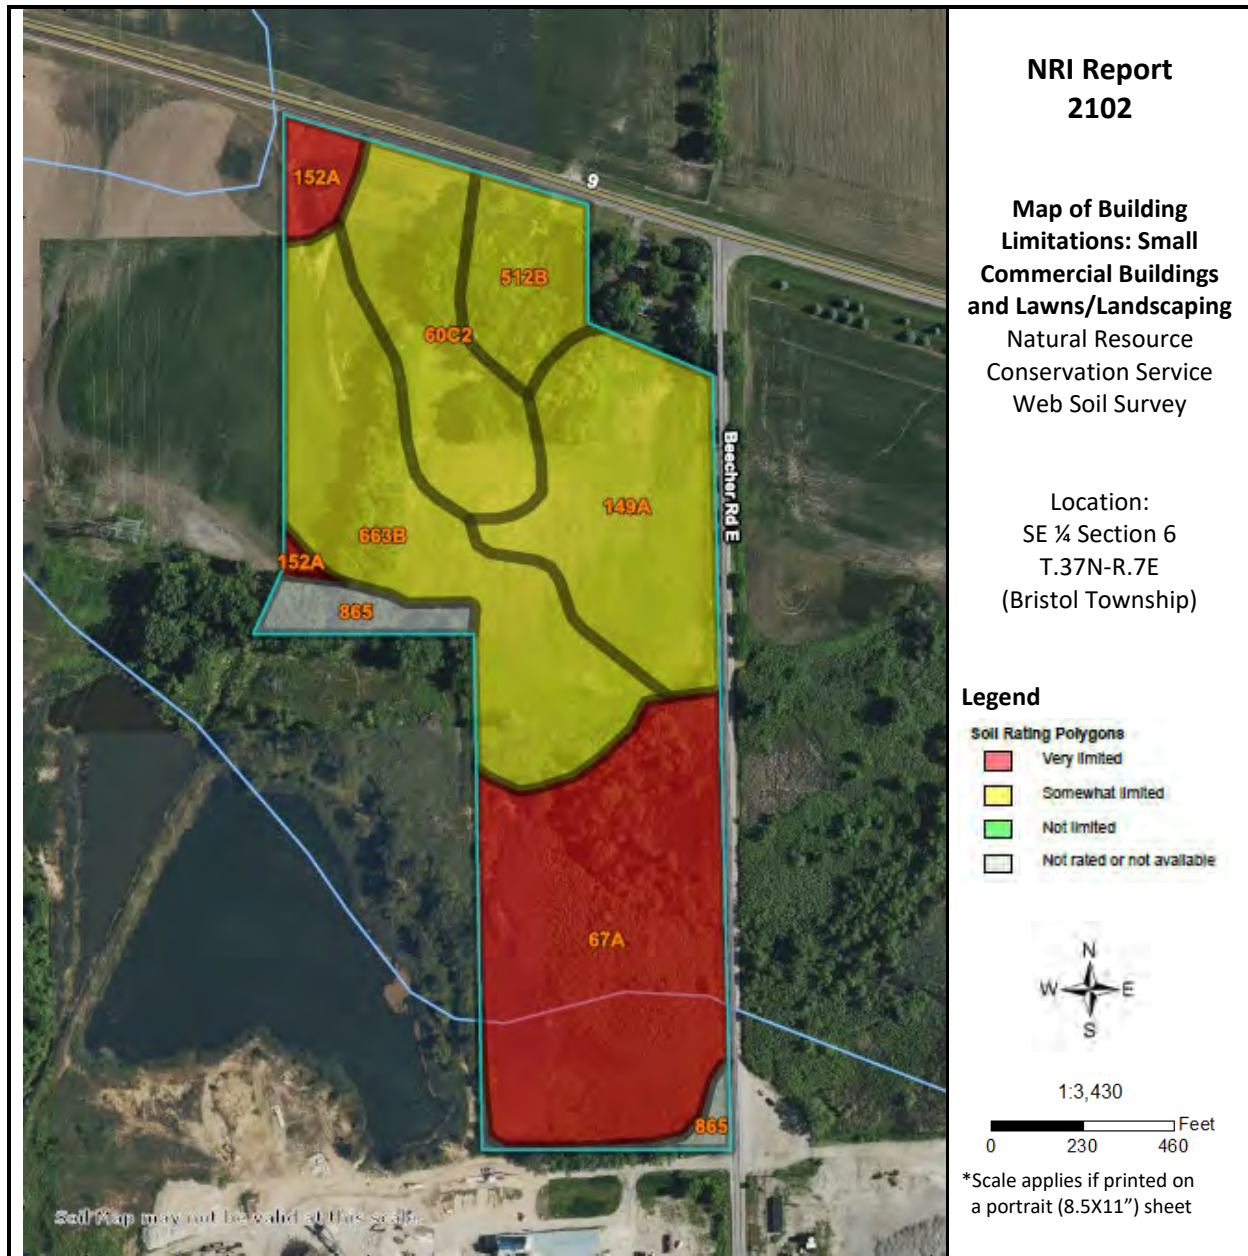 NRI Report
2102
Map of Building
Limitations: Small
Commercial Buildings
and Lawns/Landscaping
Natural Resource
Conservation Service
Web Soil Survey
Location:
SE ¼ Section 6
T.37N-R.7E
(Bristol Township)
Legend
Soil Rating Polygons
Very limited
Somewhat limited
Not limited
Not rated or not available
N
W E
S
1:3,430
Feet
0 230 460
*Scale applies if printed on
a portrait (8.5X11”) sheet
152A
9
512B
60C2
Beecher Rd E
149A
663B
152A
865
67A
865
Soil Map may not be valid at this scale.